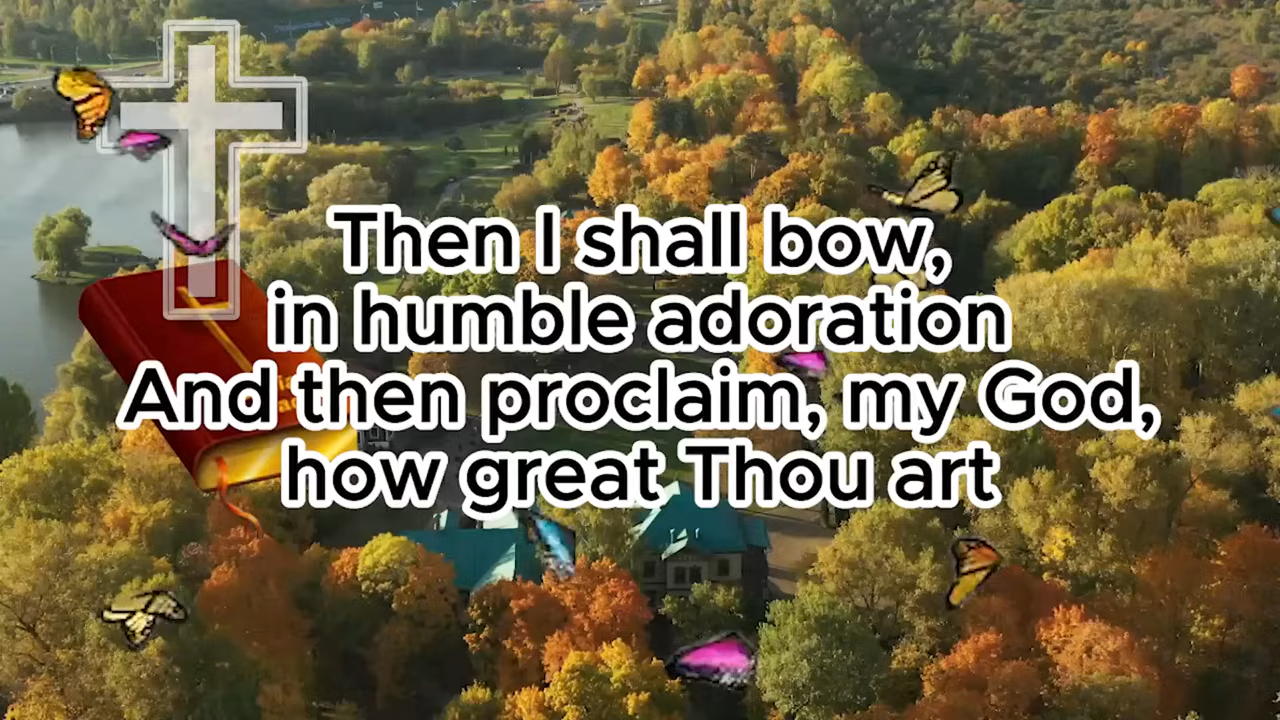 Then I shall bow,
in humble adoration
And then proclaim, my God,
how great Thou art